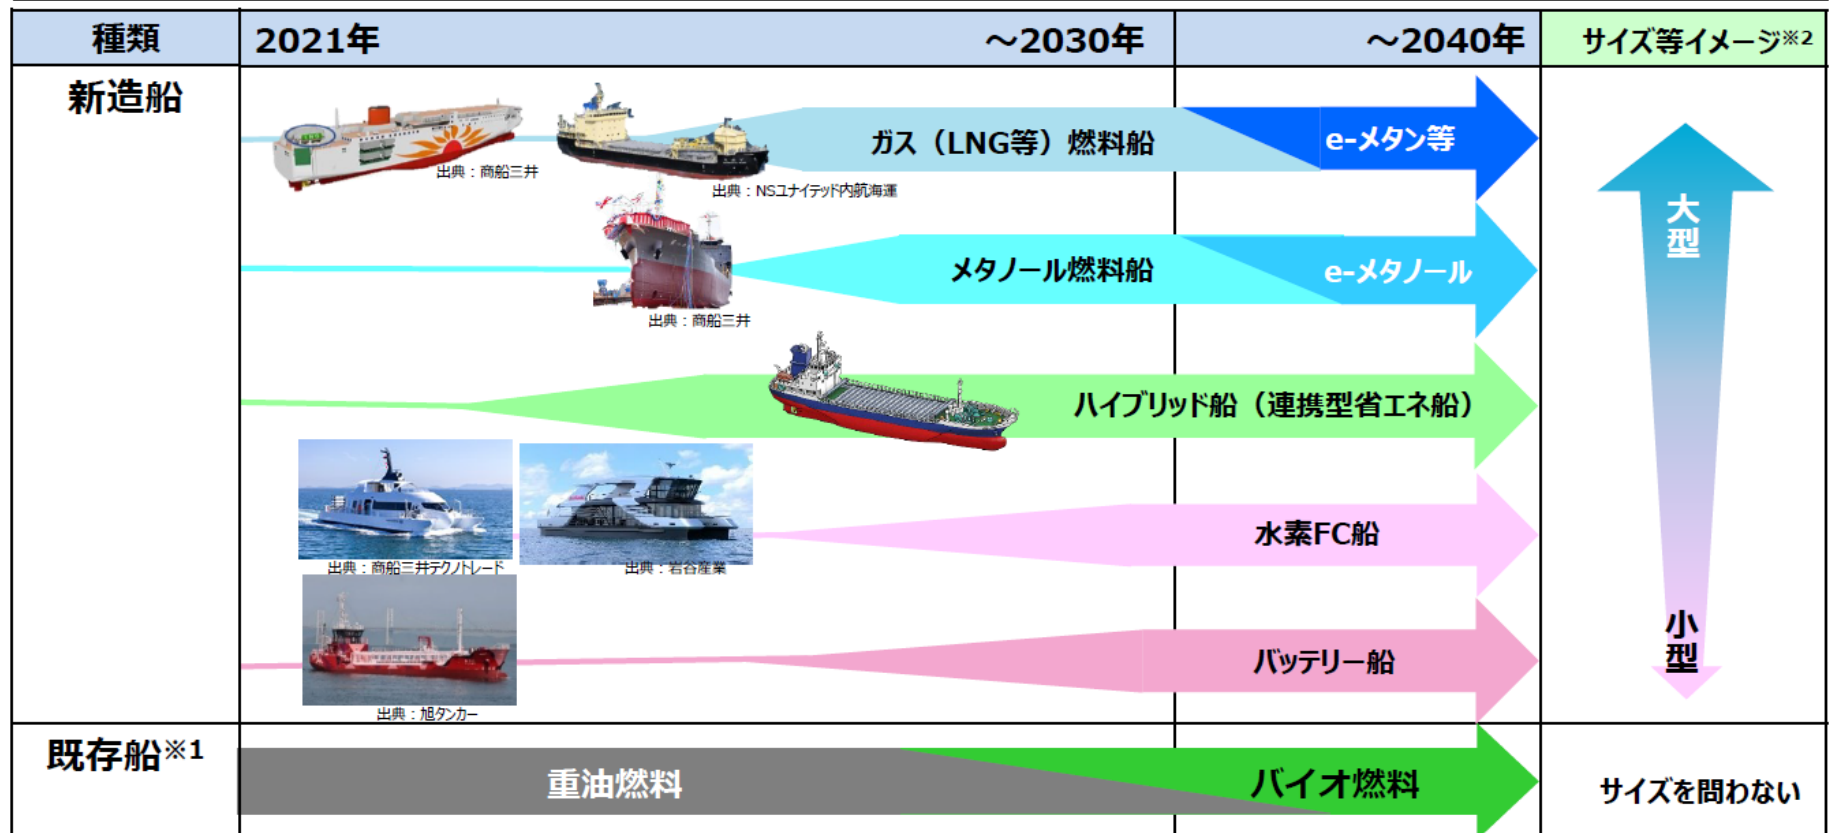 種類
2021年
～2030年
～2040年
サイズ等イメージ※2
新造船
出典：商船三井
出典：NSユナイテッド内航海運
ガス（LNG等）燃料船
e-メタン等
出典：商船三井
メタノール燃料船
e-メタノール
ハイブリッド船（連携型省エネ船）
出典：商船三井テクノトレード
出典：岩谷産業
水素FC船
出典：旭タンカー
バッテリー船
大型
小型
既存船※1
重油燃料
バイオ燃料
サイズを問わない